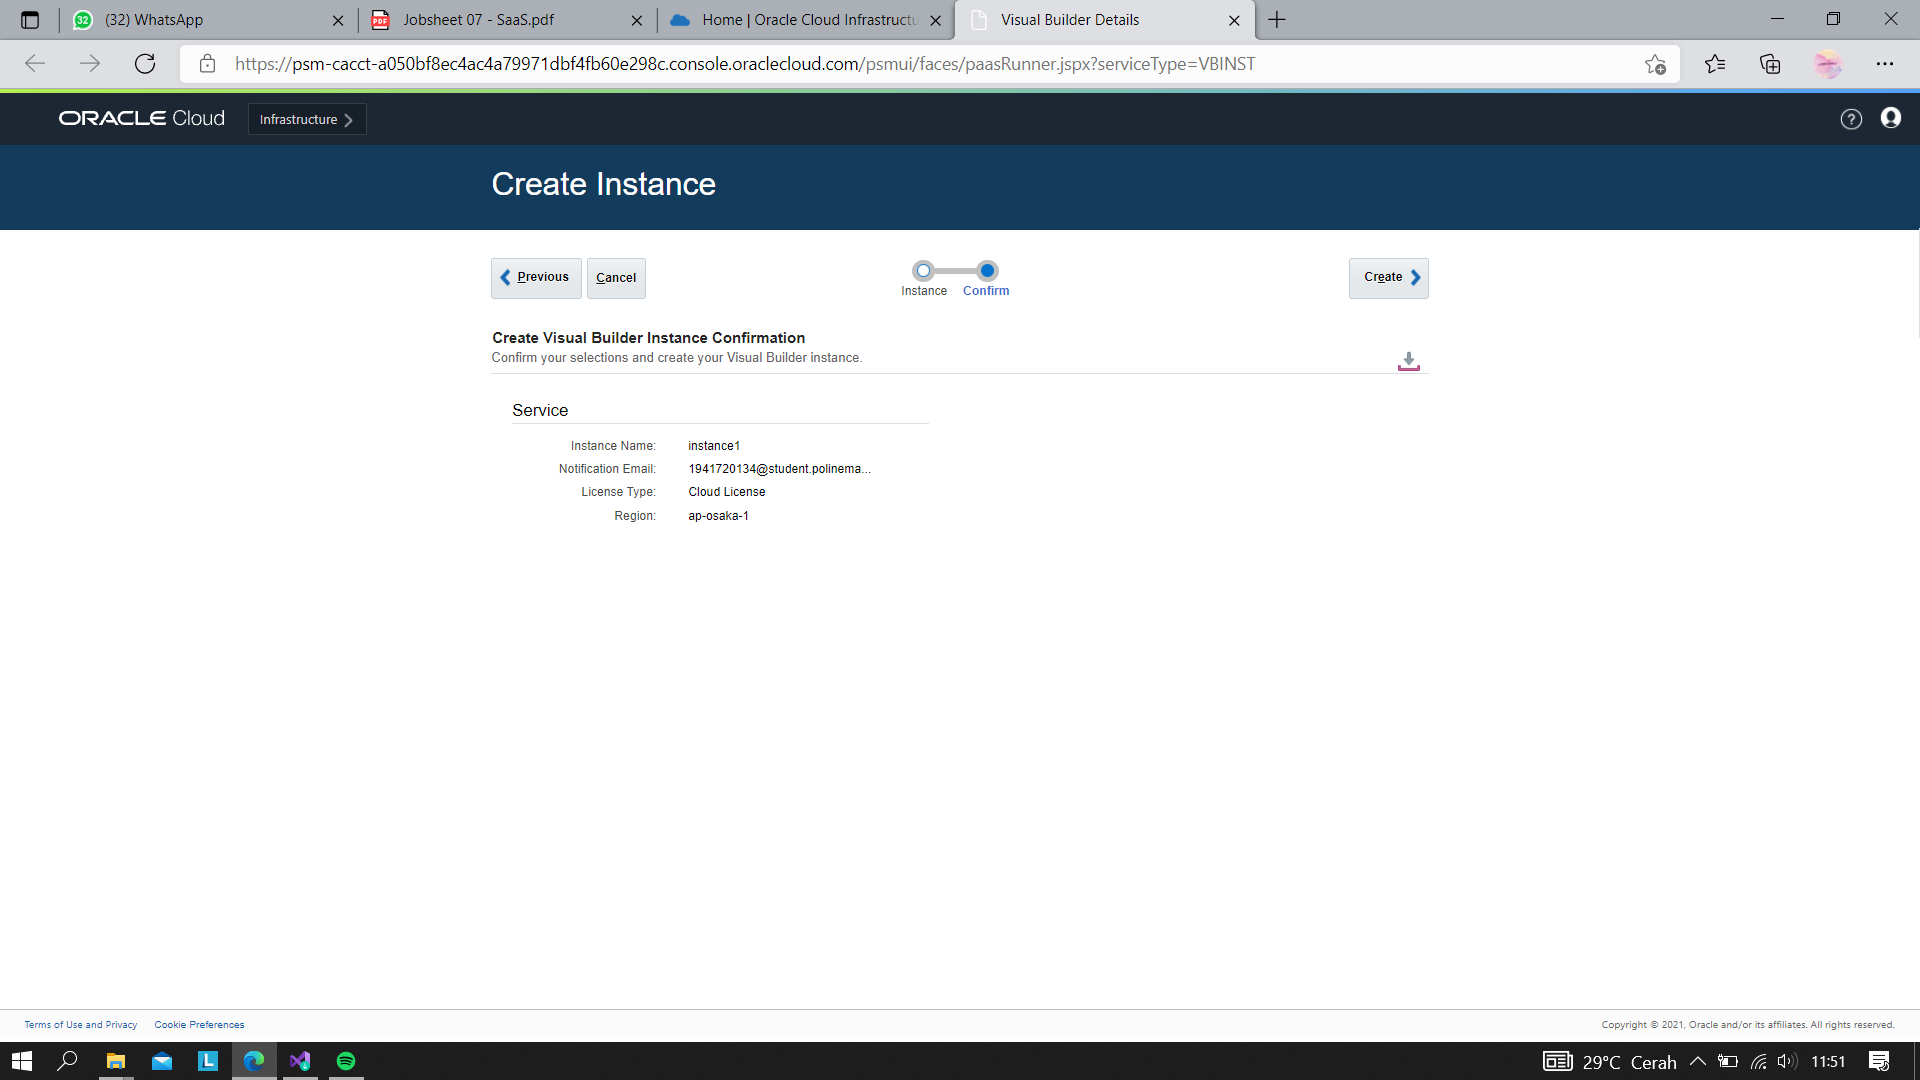 (32) WhatsApp
Jobsheet 07 - SaaS.pdf
Home | Oracle Cloud Infrastructu
Visual Builder Details
https://psm-cacct-a050bf8ec4ac4a79971dbf4fb60e298c.console.oraclecloud.com/psmui/faces/paasRunner.jspx?serviceType=VBINST
ORACLE Cloud
Infrastructure
Create Instance
Previous
Cancel
Instance
Confirm
Create
Create Visual Builder Instance Confirmation
Confirm your selections and create your Visual Builder instance.
Service
Instance Name: instance1
Notification Email: 1941720134@student.polinema...
License Type: Cloud License
Region: ap-osaka-1
Terms of Use and Privacy
Cookie Preferences
Copyright © 2021, Oracle and/or its affiliates. All rights reserved.
29°C Cerah
11:51